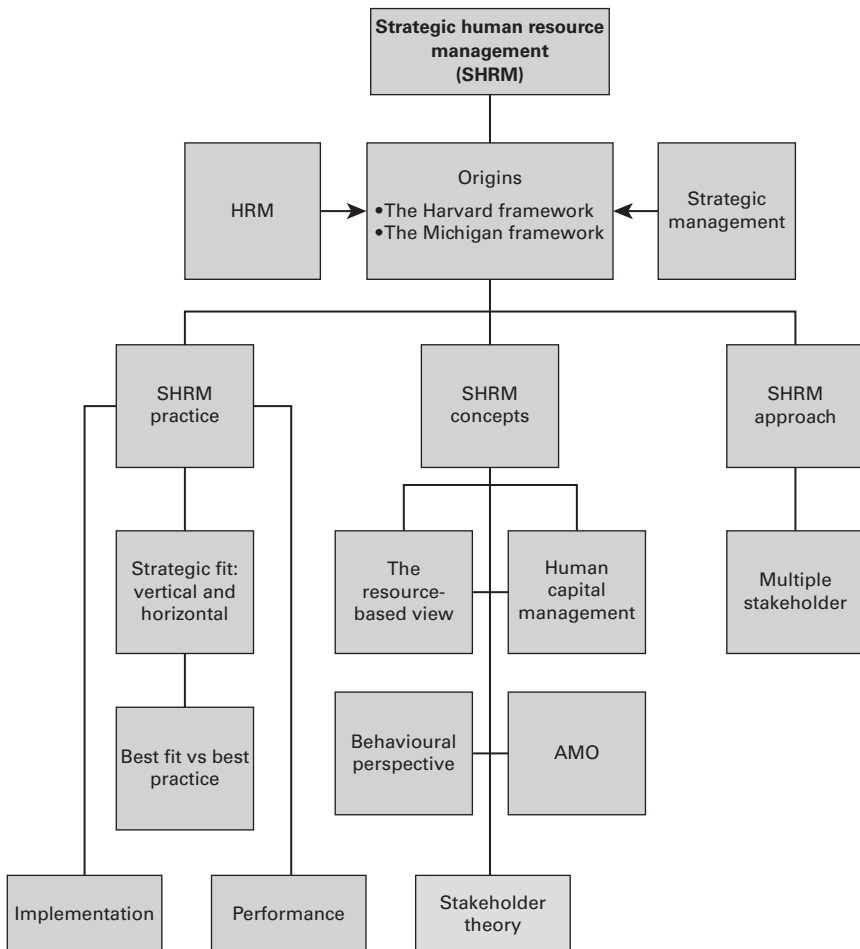 Strategic human resource
management
(SHRM)
HRM
Origins
•The Harvard framework
•The Michigan framework
Strategic
management
SHRM
practice
SHRM
concepts
SHRM
approach
Strategic fit:
vertical and
horizontal
The
resource-
based view
Human
capital
management
Multiple
stakeholder
Best fit vs best
practice
Behavioural
perspective
AMO
Implementation
Performance
Stakeholder
theory